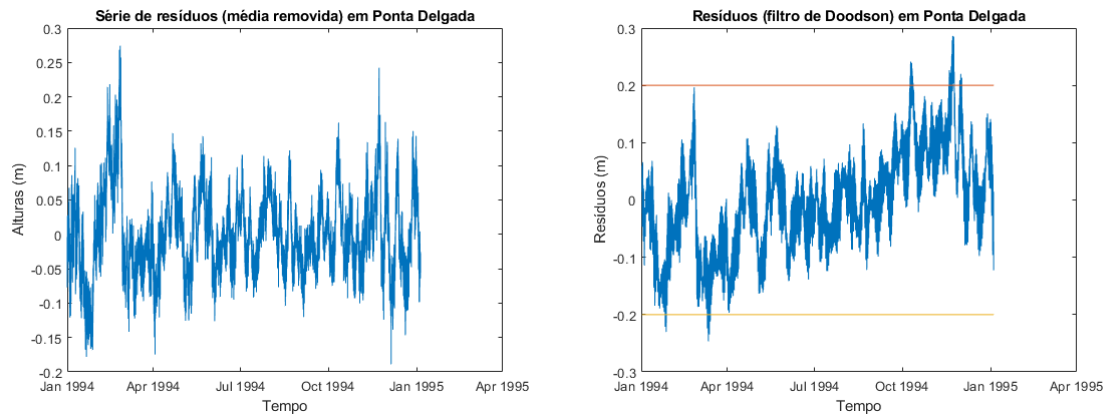 Série de resíduos (média removida) em Ponta Delgada
0.3
0.25
0.2
0.15
0.1
0.05
0
-0.05
-0.1
-0.15
-0.2
Alturas (m)
Jan 1994 Apr 1994 Jul 1994 Oct 1994 Jan 1995 Apr 1995
Tempo
Resíduos (filtro de Doodson) em Ponta Delgada
0.3
0.2
0.1
0
-0.1
-0.2
-0.3
Resíduos (m)
Jan 1994 Apr 1994 Jul 1994 Oct 1994 Jan 1995 Apr 1995
Tempo